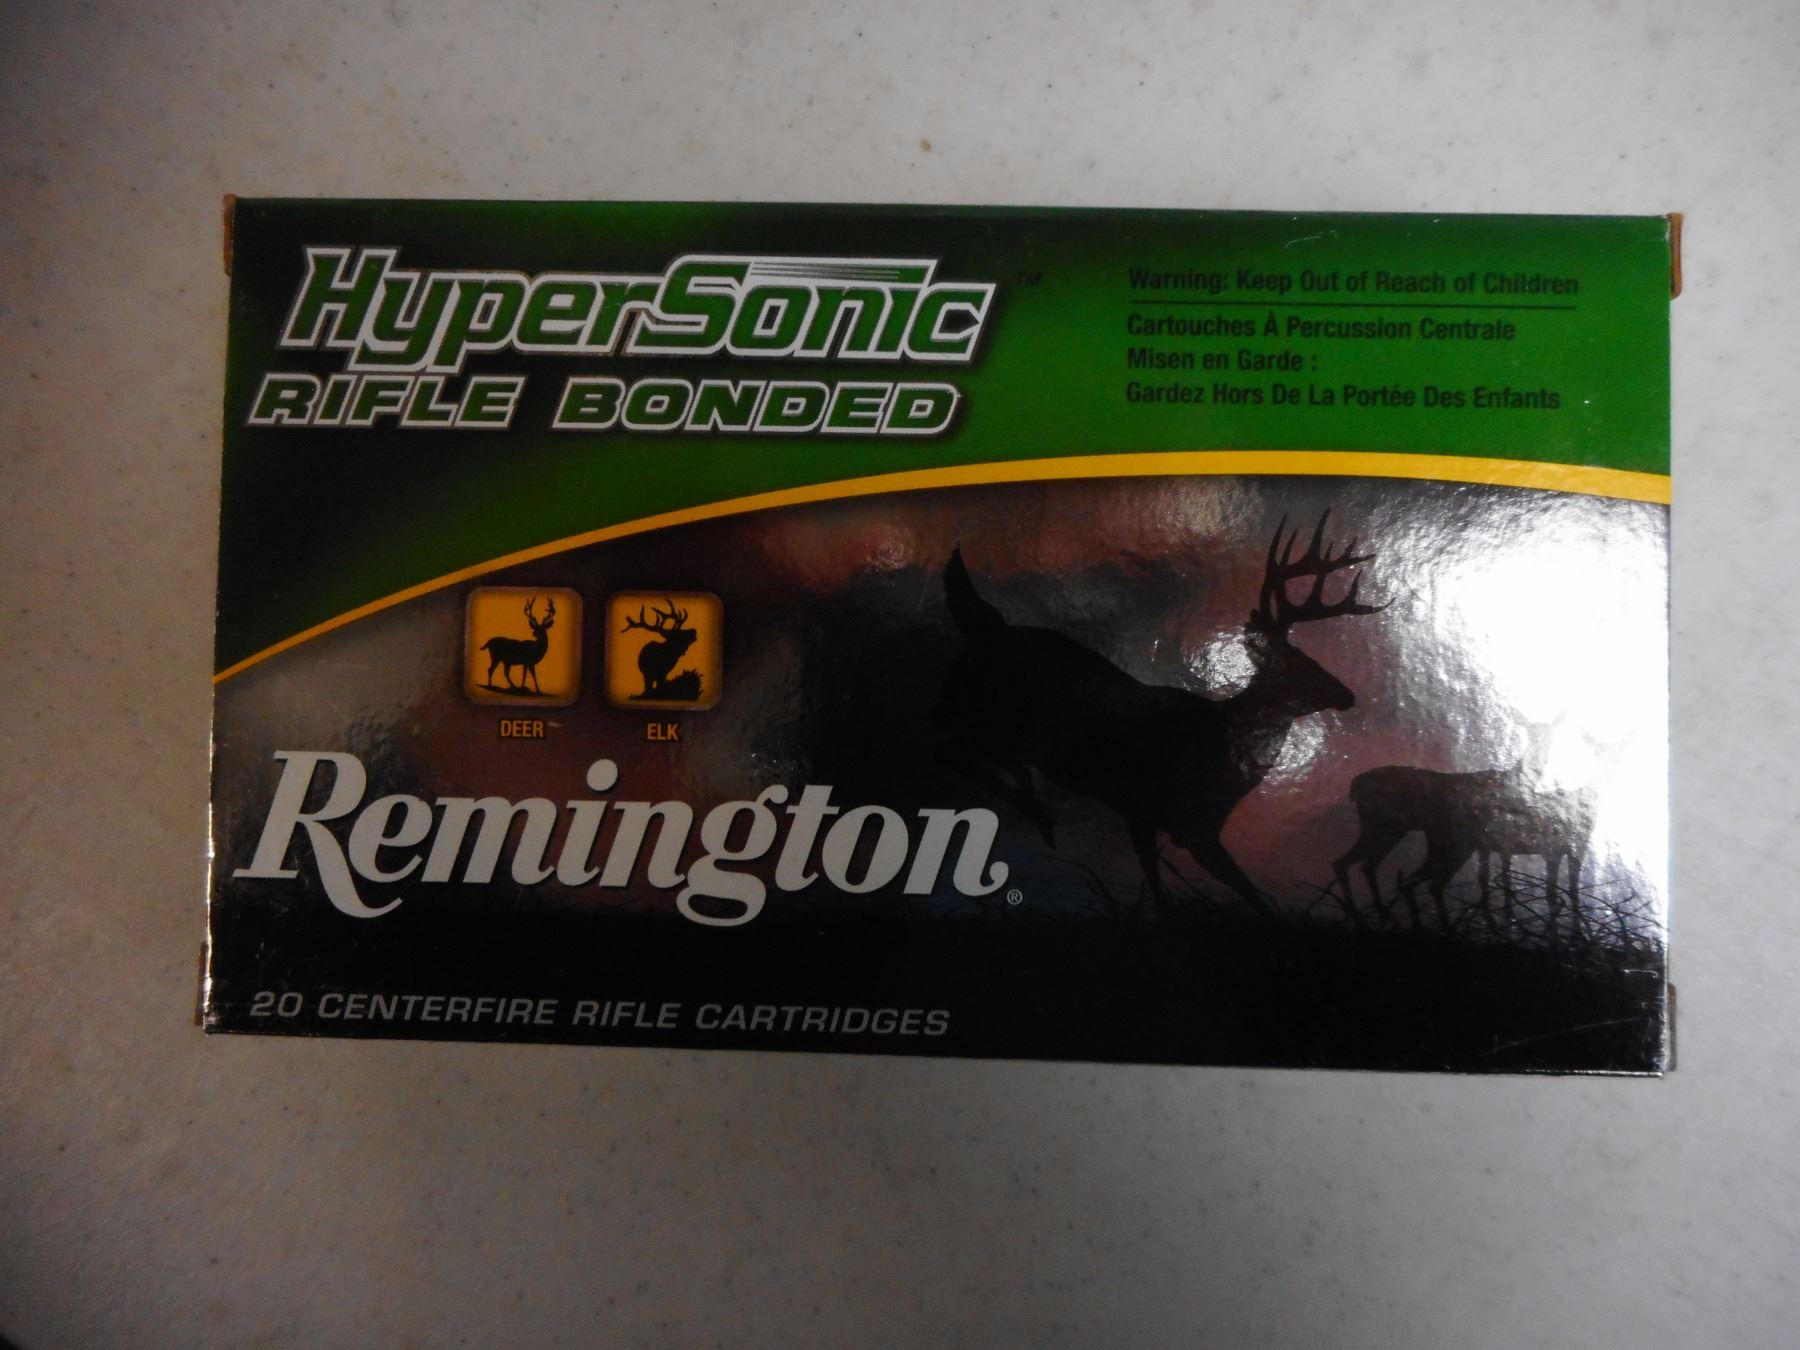 HyperSonic™
RIFLE BONDED
Warning: Keep Out of Reach of Children
Cartouches À Percussion Centrale
Misen en Garde :
Gardez Hors De La Portée Des Enfants
DEER
ELK
Remington®
20 CENTERFIRE RIFLE CARTRIDGES